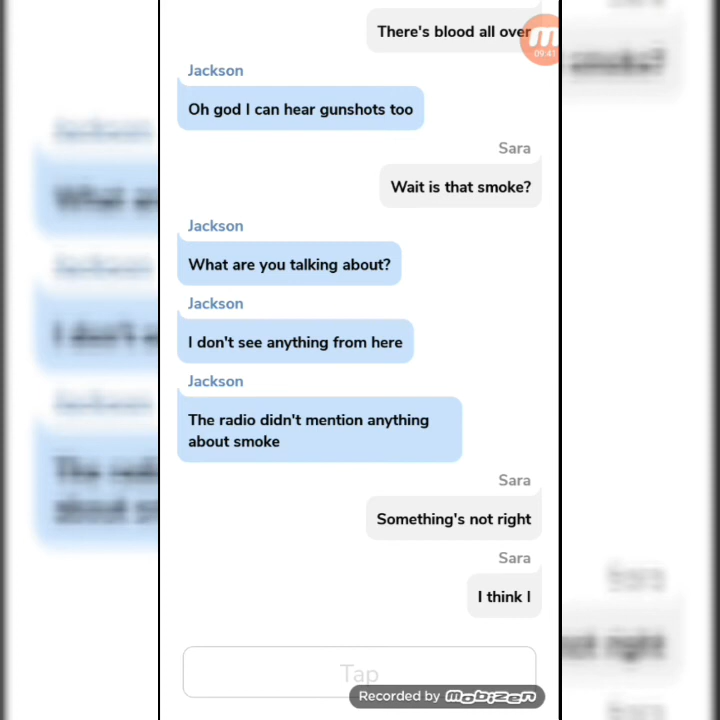 There's blood all over
09:41
Jackson
Oh god I can hear gunshots too
Sara
Wait is that smoke?
Jackson
What are you talking about?
Jackson
I don't see anything from here
Jackson
The radio didn't mention anything
about smoke
Sara
Something's not right
Sara
I think I
Tap
Recorded by mobizen